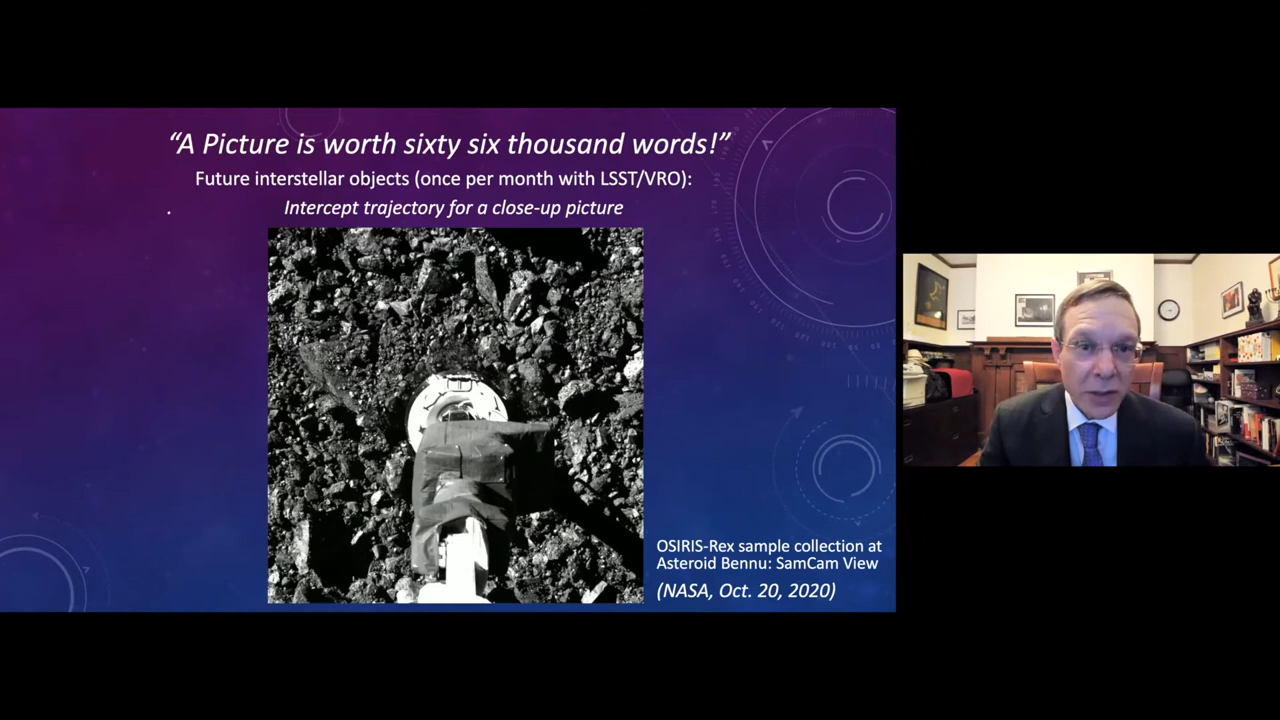 “A Picture is worth sixty six thousand words!”
Future interstellar objects (once per month with LSST/VRO):
Intercept trajectory for a close-up picture
OSIRIS-Rex sample collection at
Asteroid Bennu: SamCam View
(NASA, Oct. 20, 2020)